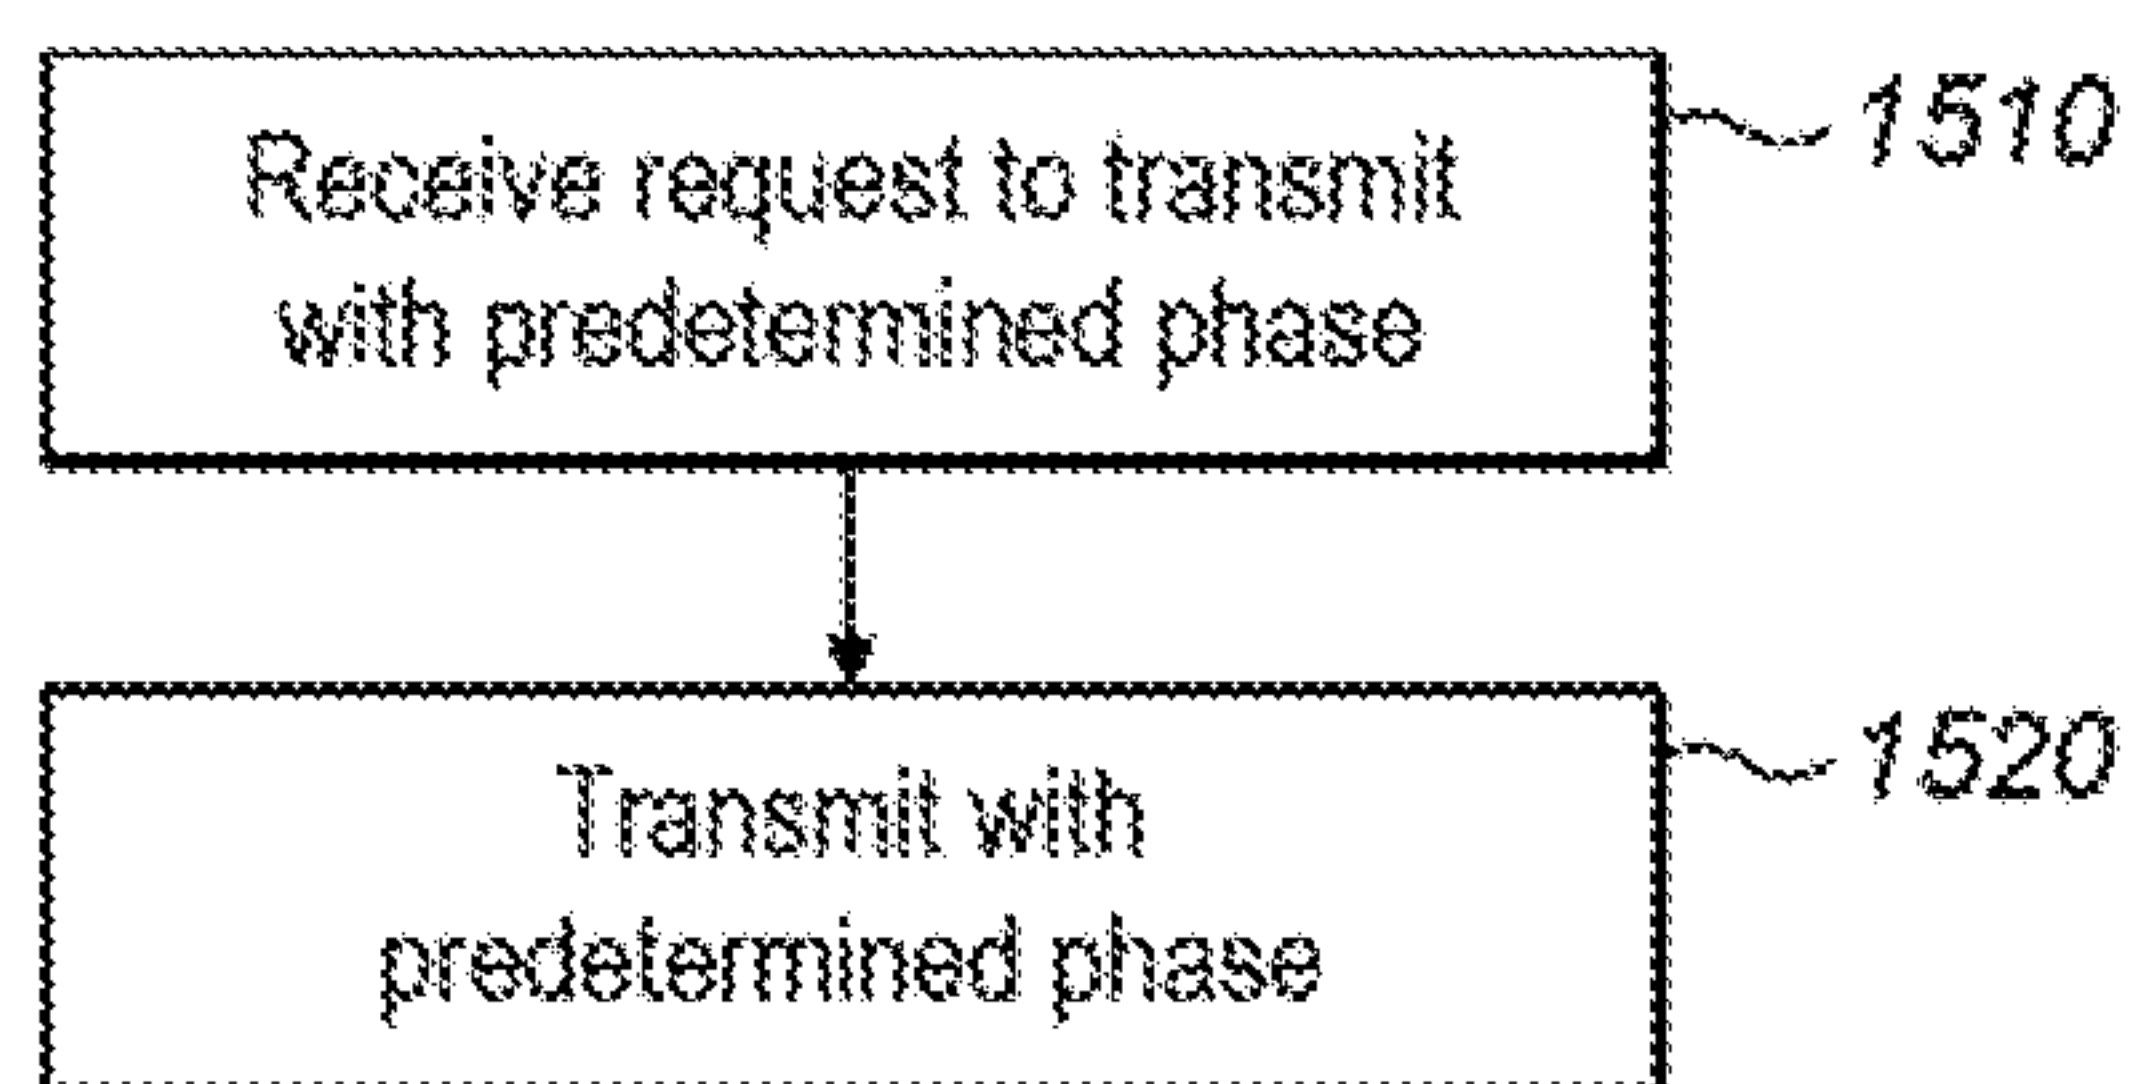 Receive request to transmit
with predetermined phase
1510
Transmit with
predetermined phase
1520